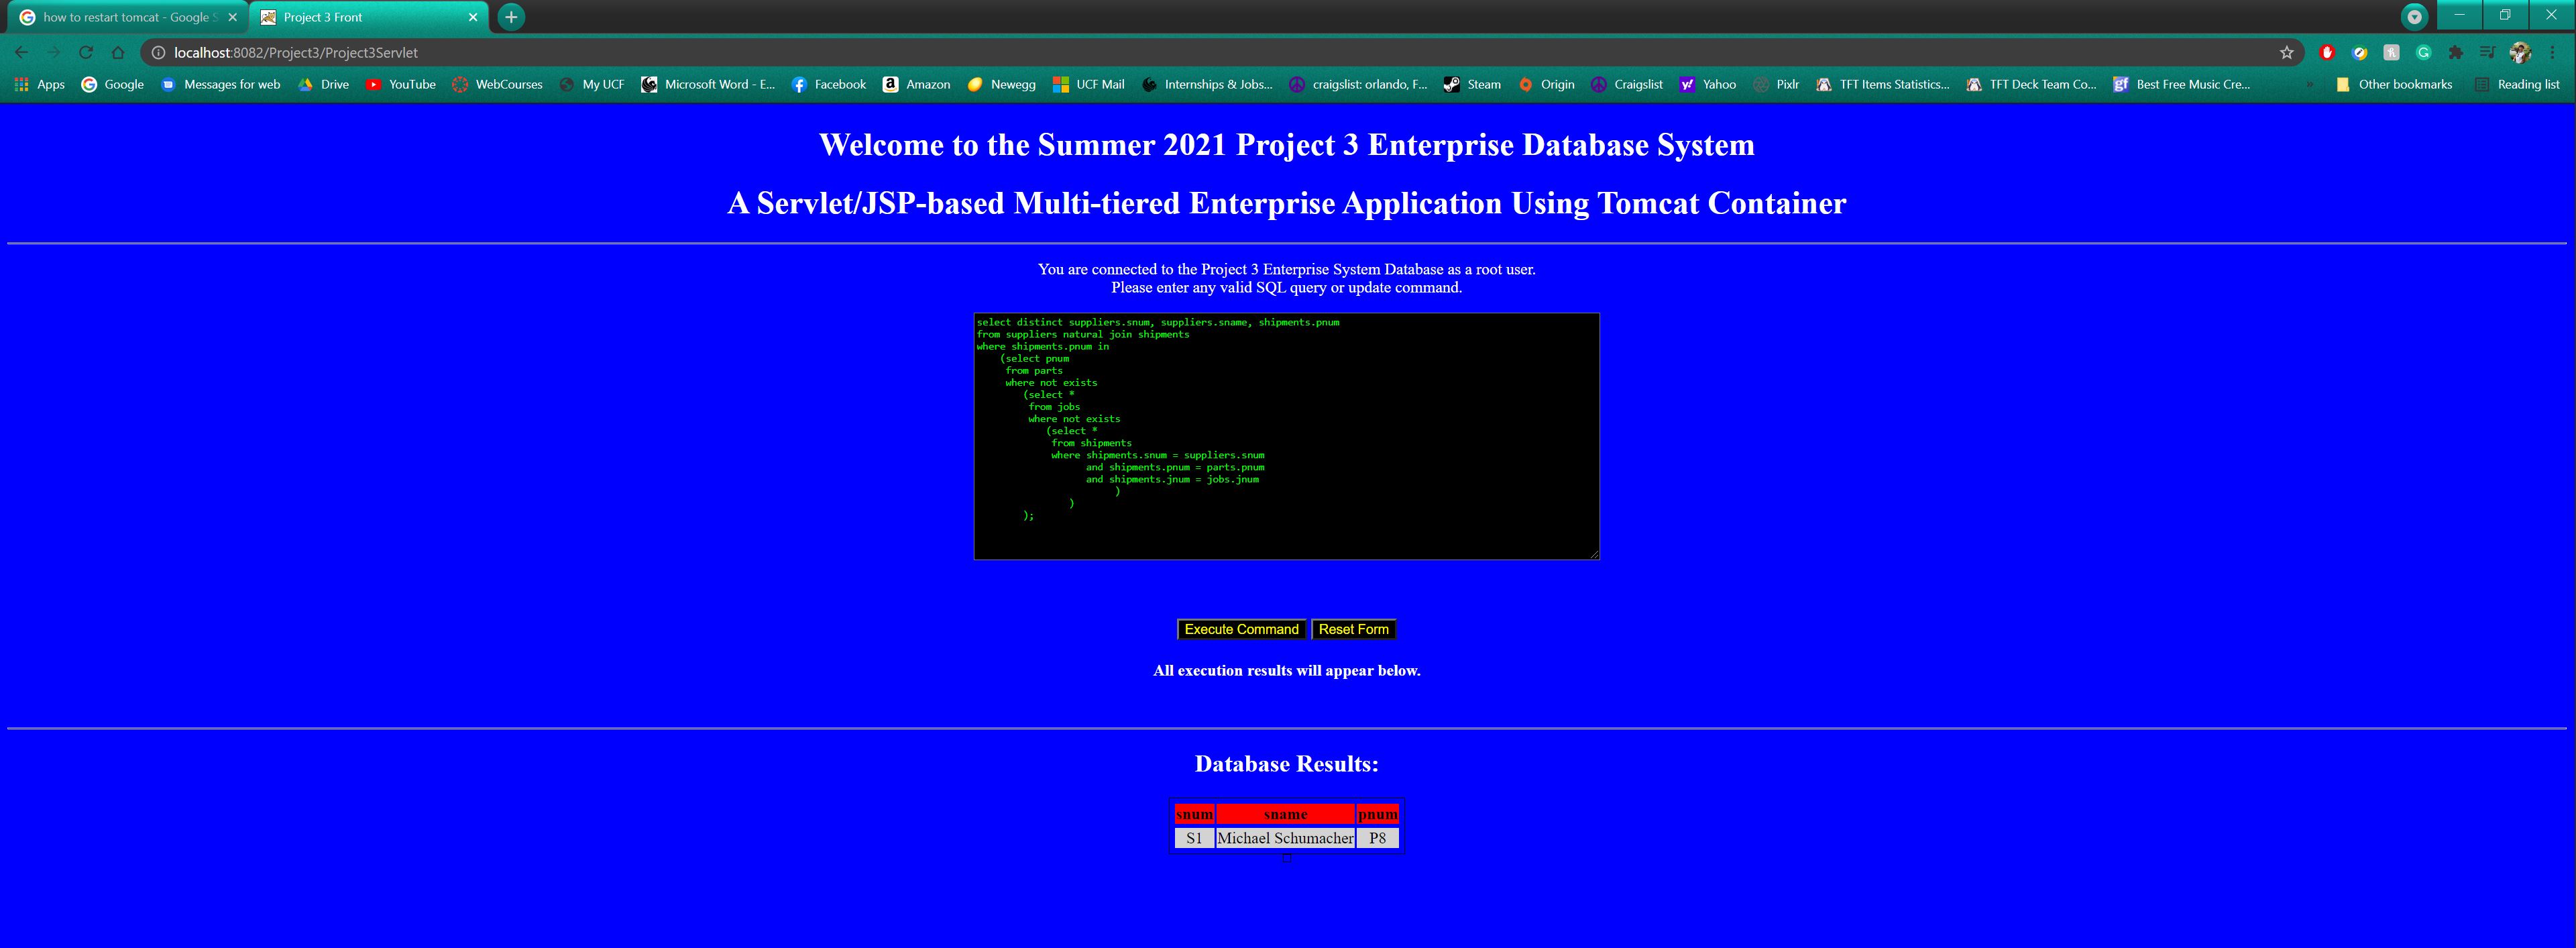 how to restart tomcat - Google S
Project 3 Front
localhost:8082/Project3/Project3Servlet
Apps Google Messages for web Drive YouTube WebCourses My UCF Microsoft Word - E... Facebook Amazon Newegg UCF Mail Internships & Jobs... craigslist: orlando, F... Steam Origin Craigslist Yahoo Pixlr TFT Items Statistics... TFT Deck Team Co... gf Best Free Music Cre... » Other bookmarks Reading list
Welcome to the Summer 2021 Project 3 Enterprise Database System
A Servlet/JSP-based Multi-tiered Enterprise Application Using Tomcat Container
You are connected to the Project 3 Enterprise System Database as a root user.
Please enter any valid SQL query or update command.
select distinct suppliers.snum, suppliers.sname, shipments.pnum
from suppliers natural join shipments
where shipments.pnum in
(select pnum
from parts
where not exists
(select *
from jobs
where not exists
(select *
from shipments
where shipments.snum = suppliers.snum
and shipments.pnum = parts.pnum
and shipments.jnum = jobs.jnum
)
)
);
Execute Command Reset Form
All execution results will appear below.
Database Results:
snum sname pnum
S1 Michael Schumacher P8